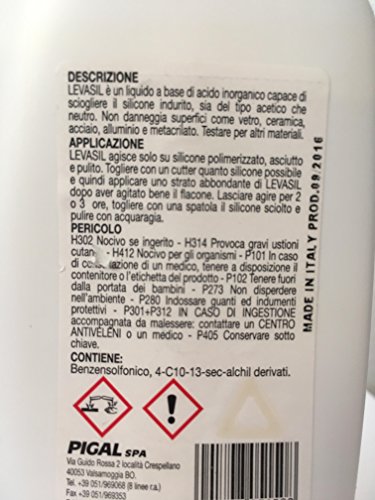 DESCRIZIONE
LEVASIL è un liquido a base di acido inorganico capace di
sciogliere il silicone indurito, sia del tipo acetico che
neutro. Non danneggia superfici come vetro, ceramica,
acciaio, alluminio e metacrilato. Testare per altri materiali.
APPLICAZIONE
LEVASIL agisce solo su silicone polimerizzato, asciutto
e pulito. Togliere con un cutter quanto silicone possibile
e quindi applicare uno strato abbondante di LEVASIL
dopo aver agitato bene il flacone. Lasciare agire per 2
o 3 ore, togliere con una spatola il silicone sciolto e
pulire con acquaragia.
PERICOLO
H302 Nocivo se ingerito - H314 Provoca gravi ustioni
cutan - H412 Nocivo per gli organismi - P101 In caso
di di un medico, tenere a disposizione il
contenitore o l'etichetta del prodotto - P102 Tenere fuori
dalla portata dei bambini - P273 Non disperdere
nell'ambiente - P280 Indossare guanti ed indumenti
protettivi - P301+P312 IN CASO DI INGESTIONE
accompagnata da malessere: contattare un CENTRO
ANTIVELENI o un medico - P405 Conservare sotto
chiave.
CONTIENE:
Benzensolfonico, 4-C10-13-sec-alchil derivati.
PIGAL SPA
Via Guido Rossa 2 località Crespellano
40053 Valsamoggia BO
Tel. +39 051/969068 (8 linee r.a.)
Fax +39 051/969353
MADE IN ITALY PROD. 09/2016